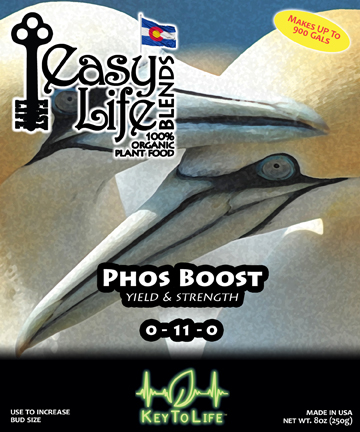 MAKES UP TO
900 GALS
easy
Life
BLENDS
100%
ORGANIC
PLANT FOOD
PHOS BOOST
YIELD & STRENGTH
0 - 11 - 0
USE TO INCREASE
BUD SIZE
KEYTOLIFE™
MADE IN USA
NET WT. 8oz (250g)